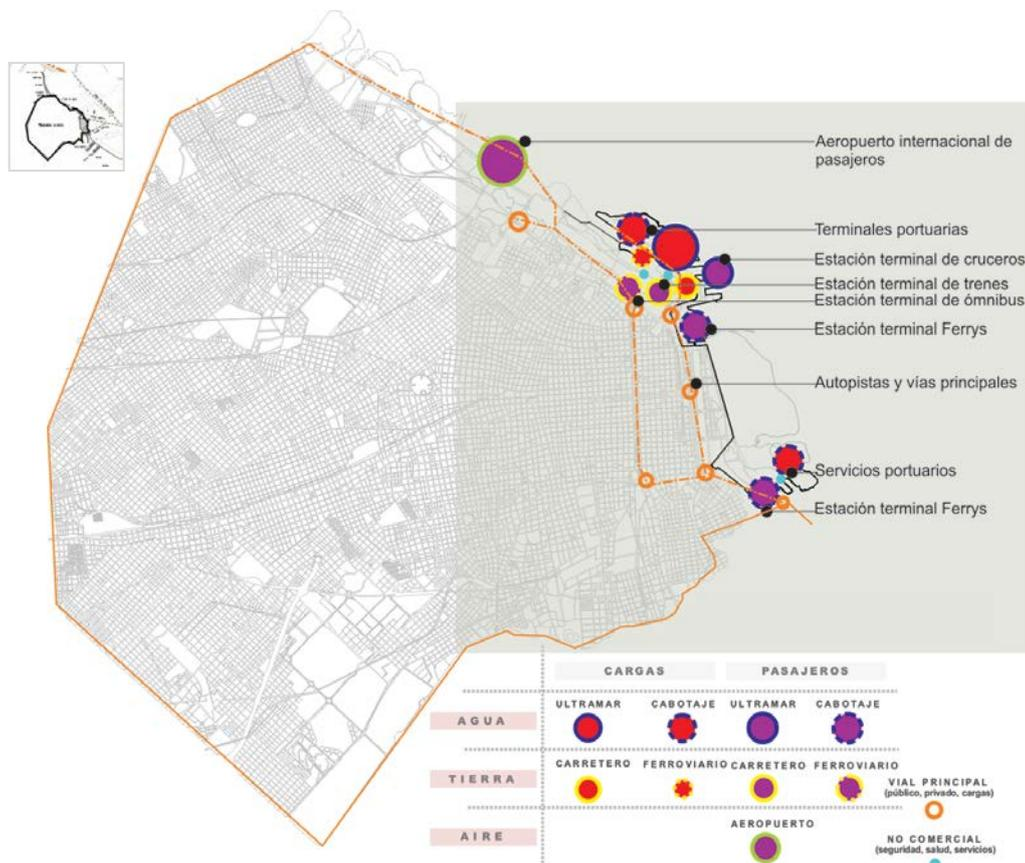 Aeropuerto internacional de
pasajeros
Terminales portuarias
Estación terminal de cruceros
Estación terminal de trenes
Estación terminal de ómnibus
Estación terminal Ferrys
Autopistas y vías principales
Servicios portuarios
Estación terminal Ferrys
CARGAS PASAJEROS
AGUA
ULTRAMAR CABOTAJE ULTRAMAR CABOTAJE
TIERRA
CARRETERO FERROVIARIO CARRETERO FERROVIARIO
VIAL PRINCIPAL
(público, privado, cargas)
AIRE
AEROPUERTO
NO COMERCIAL
(seguridad, salud, servicios)